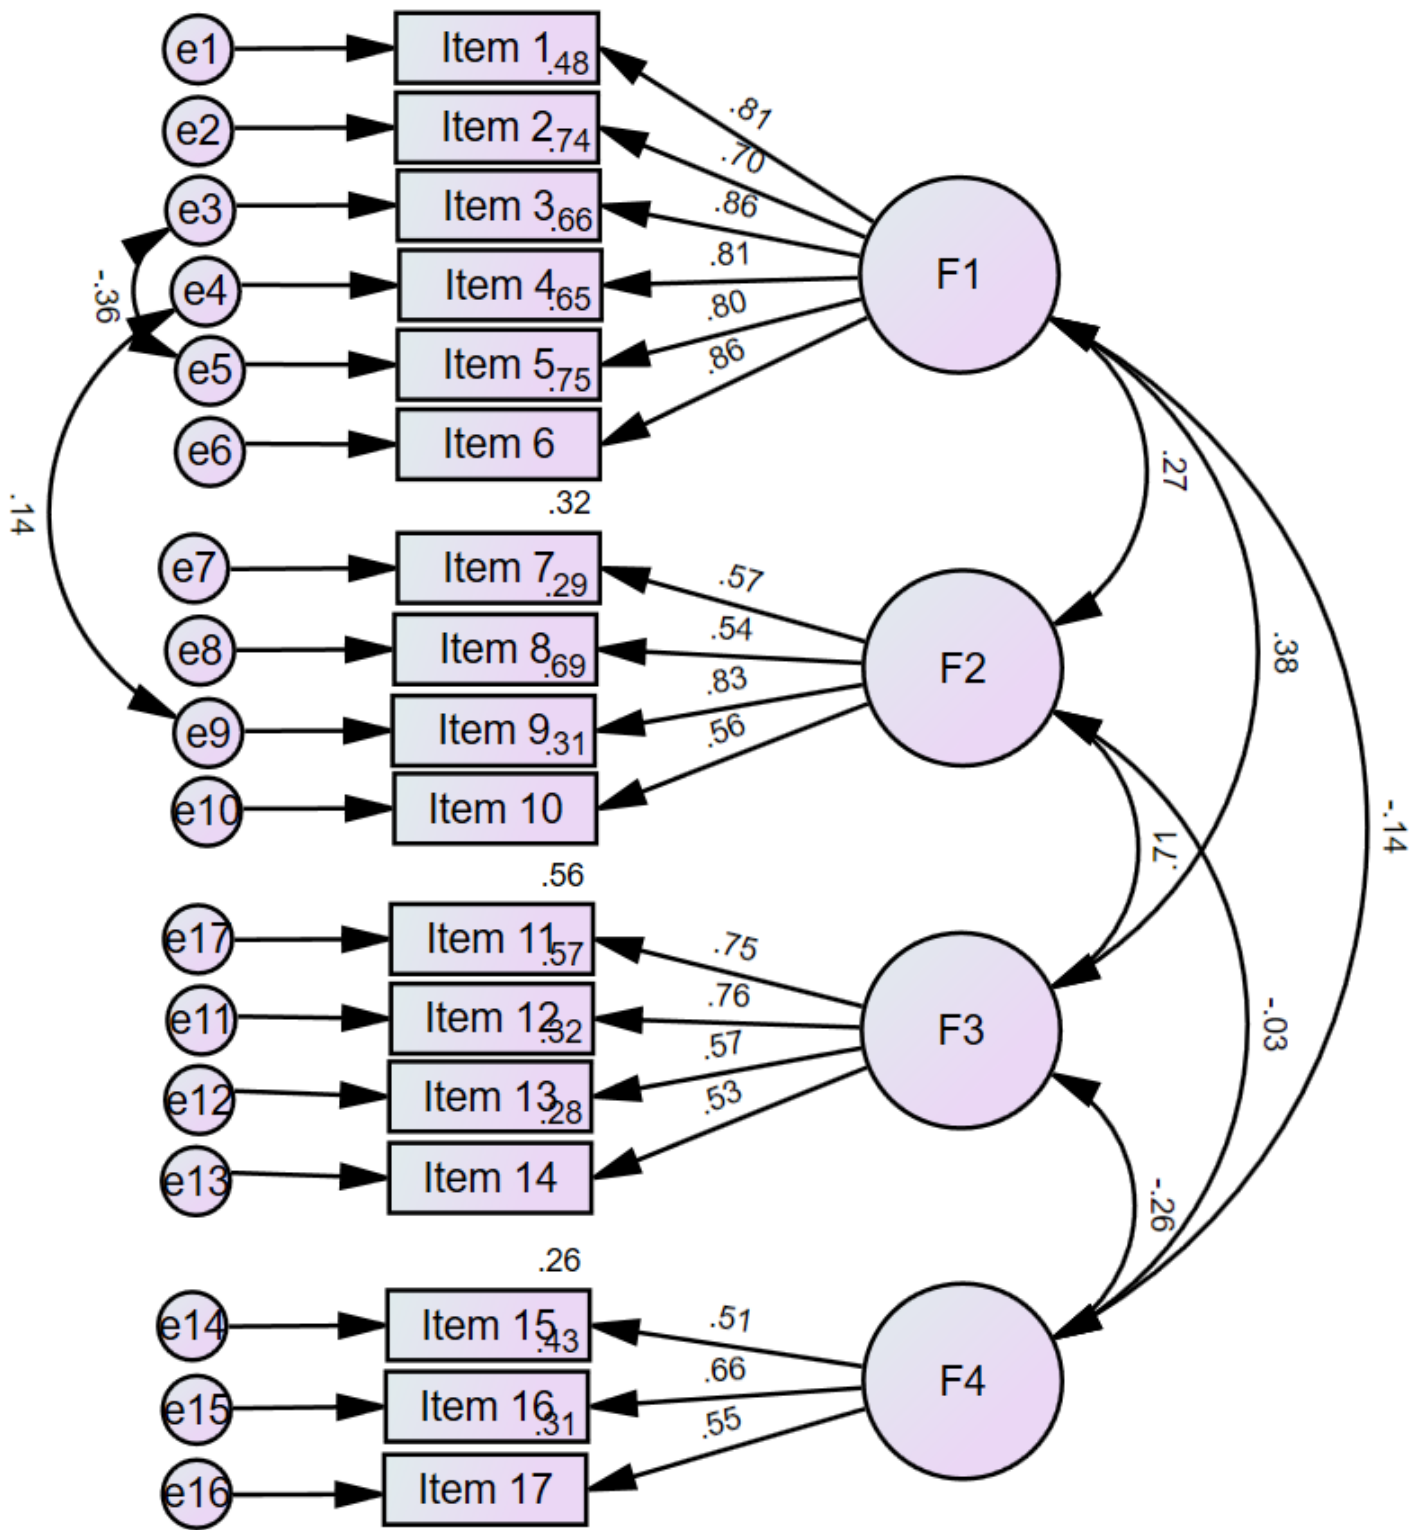 e1
Item 1
.48
.81
e2
Item 2
.74
.70
e3
Item 3
.66
.86
e4
Item 4
.65
.81
e5
Item 5
.75
.80
e6
Item 6
.86
-.36
.14
.32
e7
Item 7
.29
.57
e8
Item 8
.69
.54
e9
Item 9
.31
.83
e10
Item 10
.56
.56
e17
Item 11
.57
.75
e11
Item 12
.32
.76
e12
Item 13
.28
.57
e13
Item 14
.53
.26
e14
Item 15
.43
.51
e15
Item 16
.31
.66
e16
Item 17
.55
F1
F2
F3
F4
.27
.38
-.14
.71
-.03
-.26